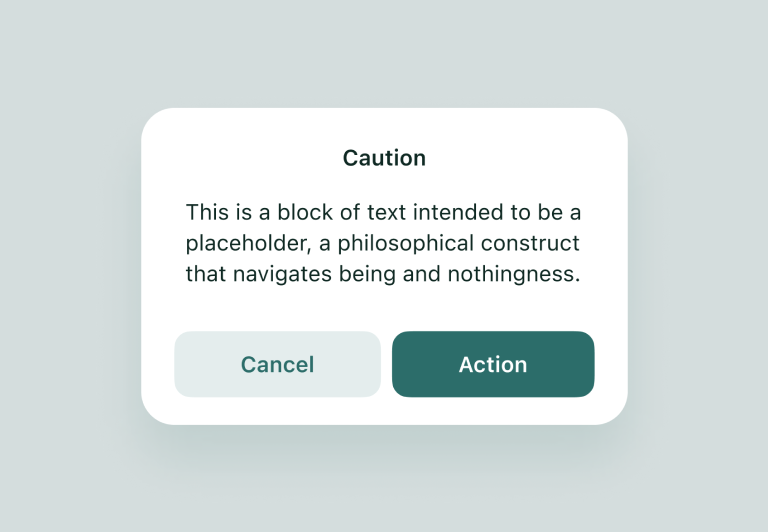 Caution
This is a block of text intended to be a
placeholder, a philosophical construct
that navigates being and nothingness.
Cancel
Action